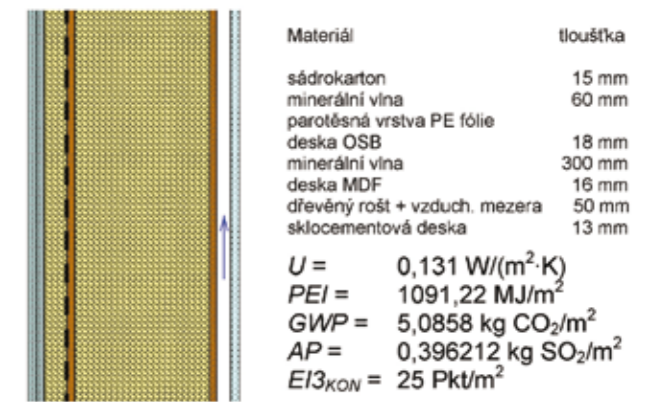 Materiál tloušťka
sádrokarton 15 mm
minerální vlna 60 mm
parotěsná vrstva PE fólie
deska OSB 18 mm
minerální vlna 300 mm
deska MDF 16 mm
dřevěný rošt + vzduch. mezera 50 mm
sklocementová deska 13 mm
U = 0,131 W/(m²·K)
PEI = 1091,22 MJ/m²
GWP = 5,0858 kg CO₂/m²
AP = 0,396212 kg SO₂/m²
EI3KON = 25 Pkt/m²